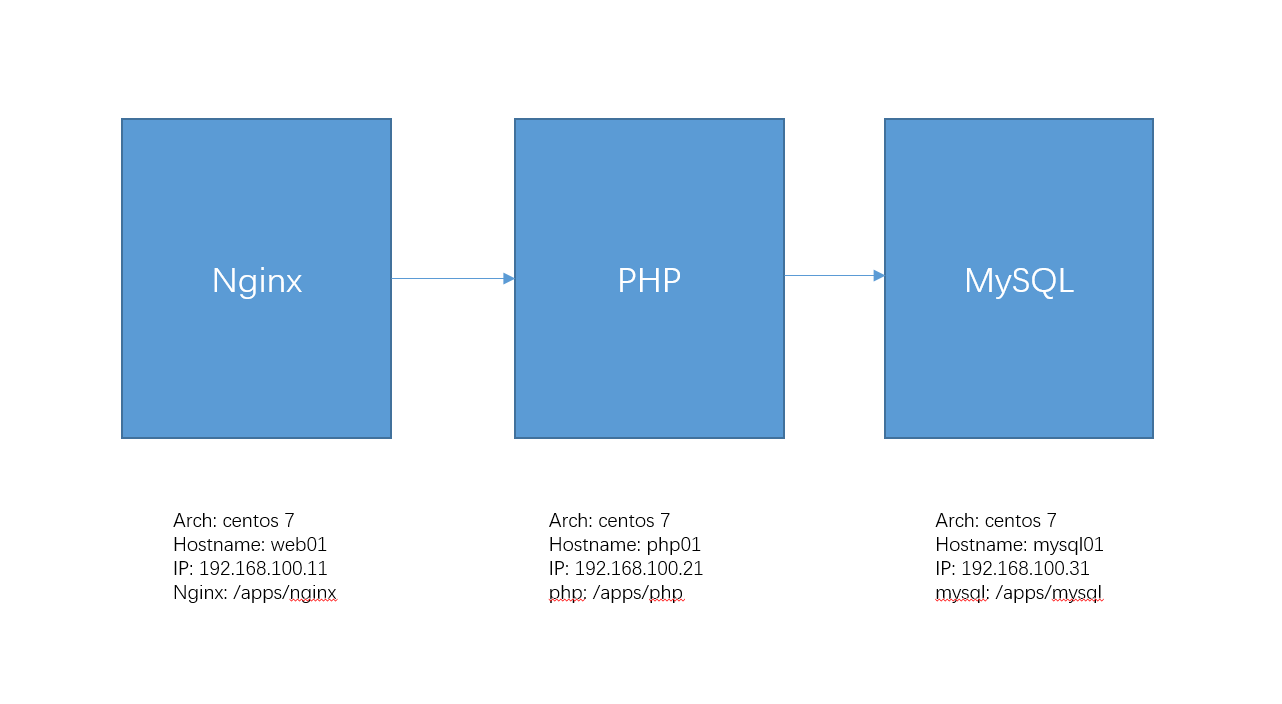 Nginx
PHP
MySQL
Arch: centos 7
Hostname: web01
IP: 192.168.100.11
Nginx: /apps/nginx
Arch: centos 7
Hostname: php01
IP: 192.168.100.21
php: /apps/php
Arch: centos 7
Hostname: mysql01
IP: 192.168.100.31
mysql: /apps/mysql